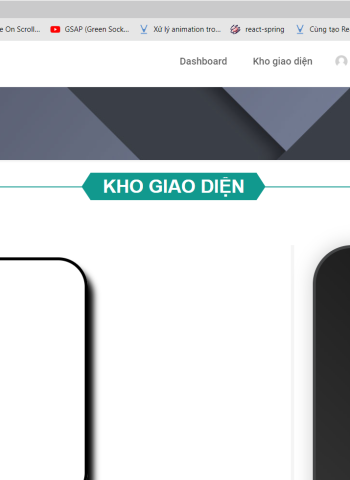 e On Scroll... GSAP (Green Sock... Xử lý animation tro... react-spring Cùng tạo Re
Dashboard Kho giao diện
KHO GIAO DIỆN